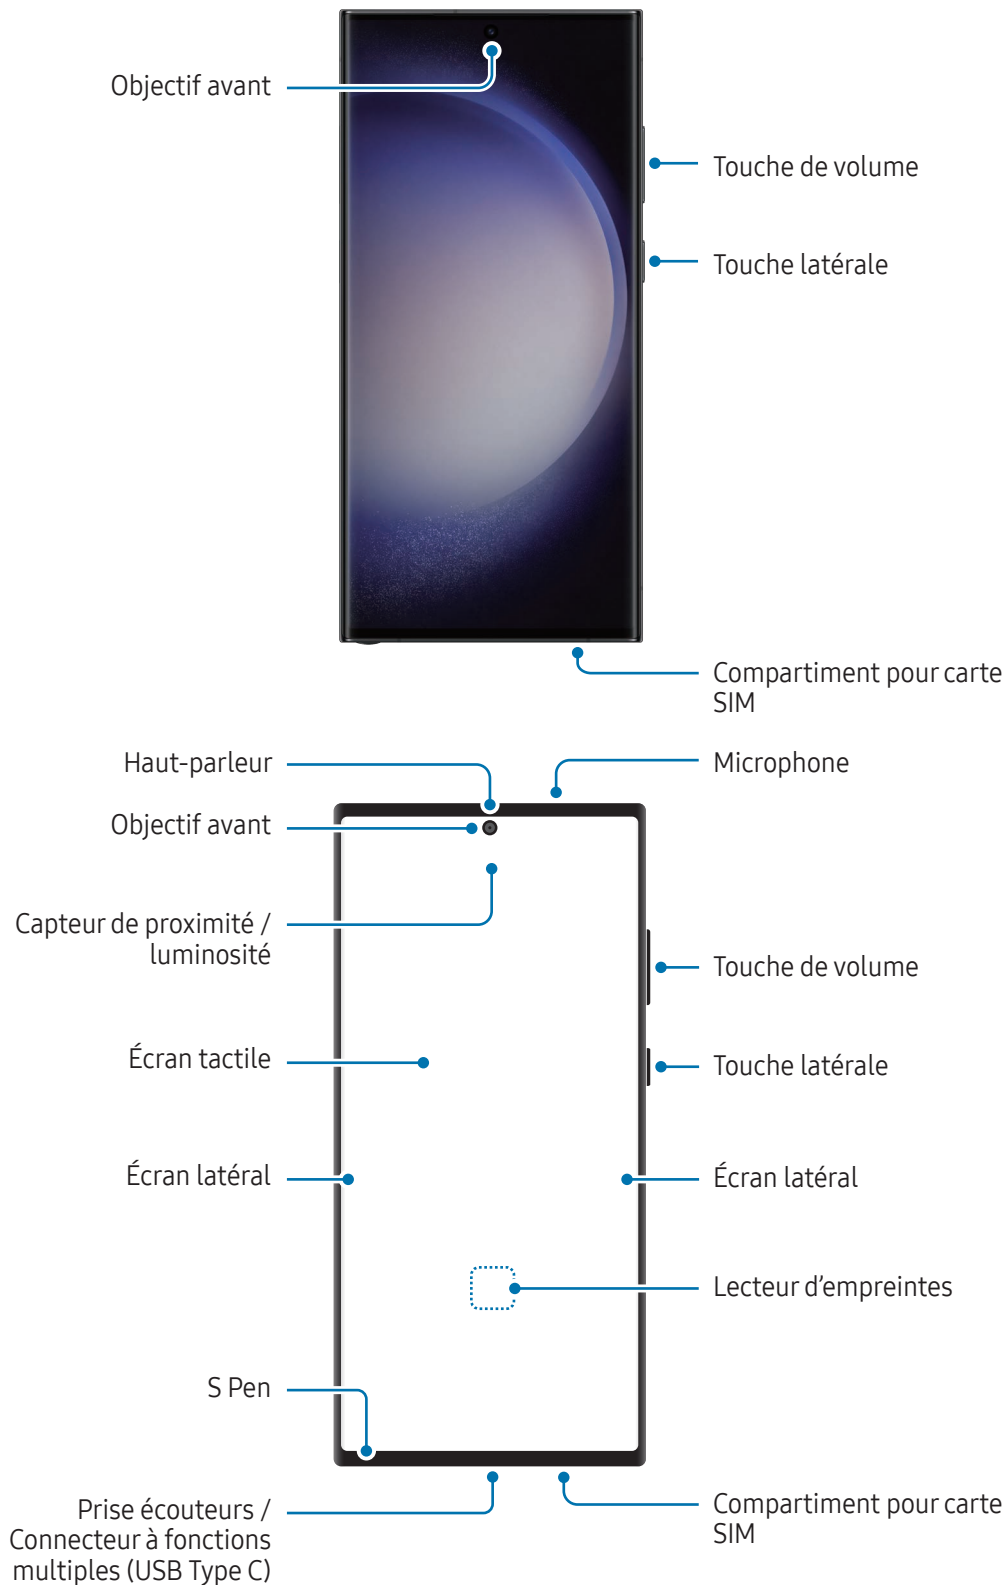 Objectif avant
Touche de volume
Touche latérale
Compartiment pour carte
SIM
Haut-parleur
Microphone
Objectif avant
Capteur de proximité /
luminosité
Touche de volume
Écran tactile
Touche latérale
Écran latéral
Écran latéral
Lecteur d’empreintes
S Pen
Prise écouteurs /
Connecteur à fonctions
multiples (USB Type C)
Compartiment pour carte
SIM